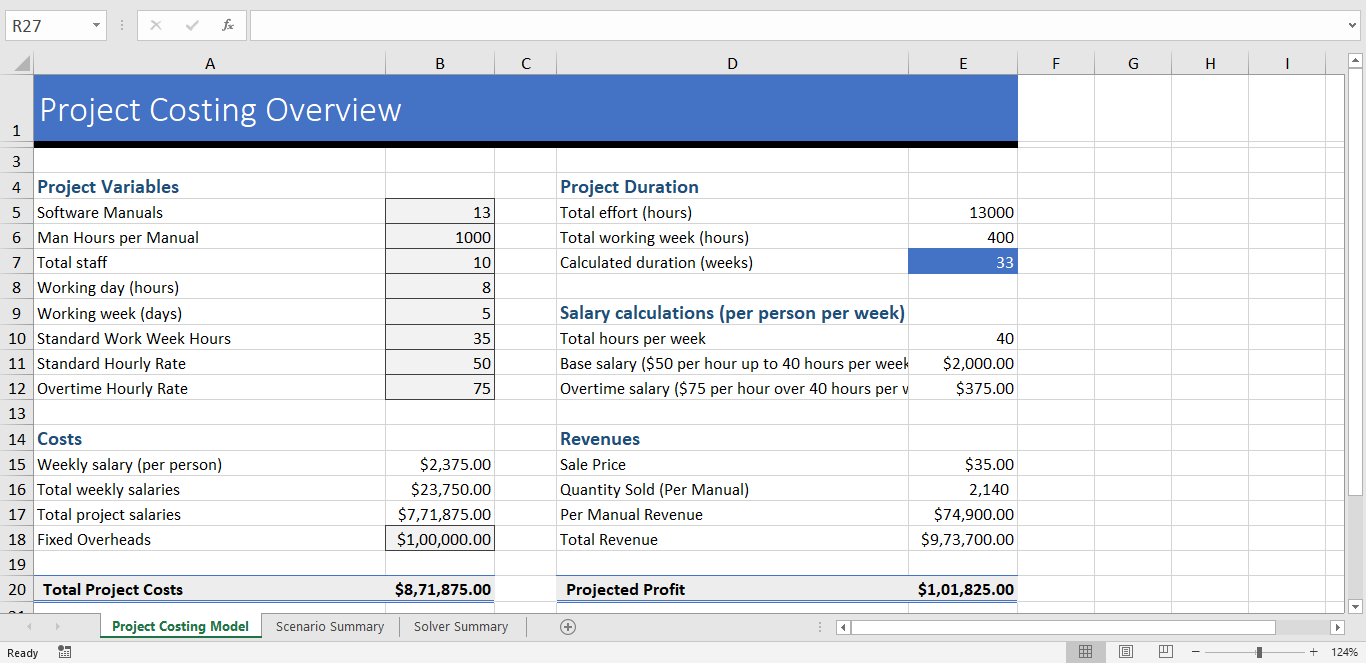 R27
fx
A B C D E F G H I
1 Project Costing Overview
3
4 Project Variables Project Duration
5 Software Manuals 13 Total effort (hours) 13000
6 Man Hours per Manual 1000 Total working week (hours) 400
7 Total staff 10 Calculated duration (weeks) 33
8 Working day (hours) 8
9 Working week (days) 5 Salary calculations (per person per week)
10 Standard Work Week Hours 35 Total hours per week 40
11 Standard Hourly Rate 50 Base salary ($50 per hour up to 40 hours per week $2,000.00
12 Overtime Hourly Rate 75 Overtime salary ($75 per hour over 40 hours per $375.00
13
14 Costs Revenues
15 Weekly salary (per person) $2,375.00 Sale Price $35.00
16 Total weekly salaries $23,750.00 Quantity Sold (Per Manual) 2,140
17 Total project salaries $7,71,875.00 Per Manual Revenue $74,900.00
18 Fixed Overheads $1,00,000.00 Total Revenue $9,73,700.00
19
20 Total Project Costs $8,71,875.00 Projected Profit $1,01,825.00
Project Costing Model Scenario Summary Solver Summary
Ready 124%